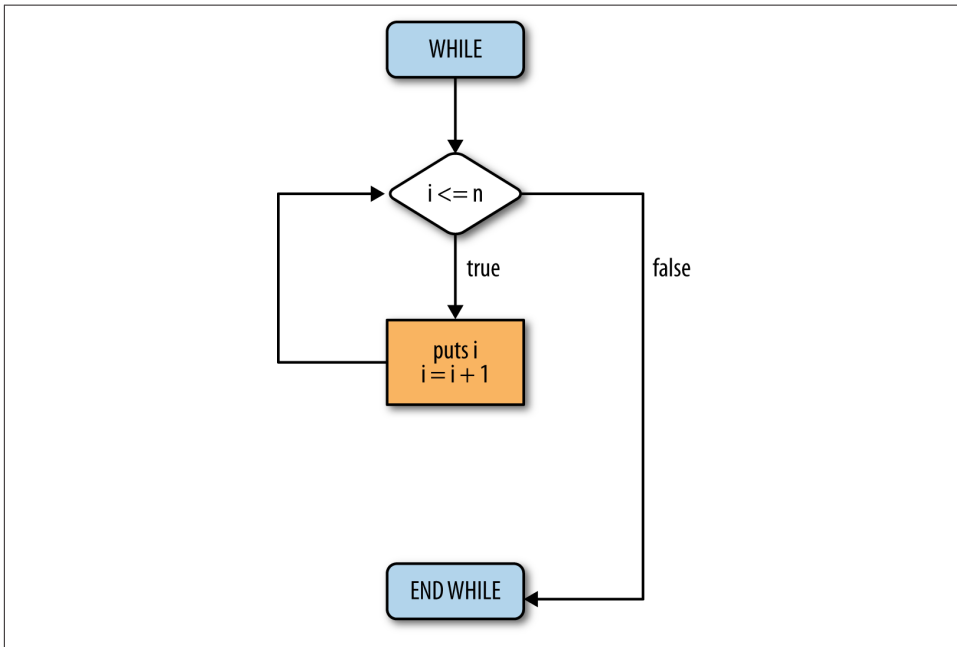 WHILE
i <= n
true
false
puts i
i = i + 1
END WHILE